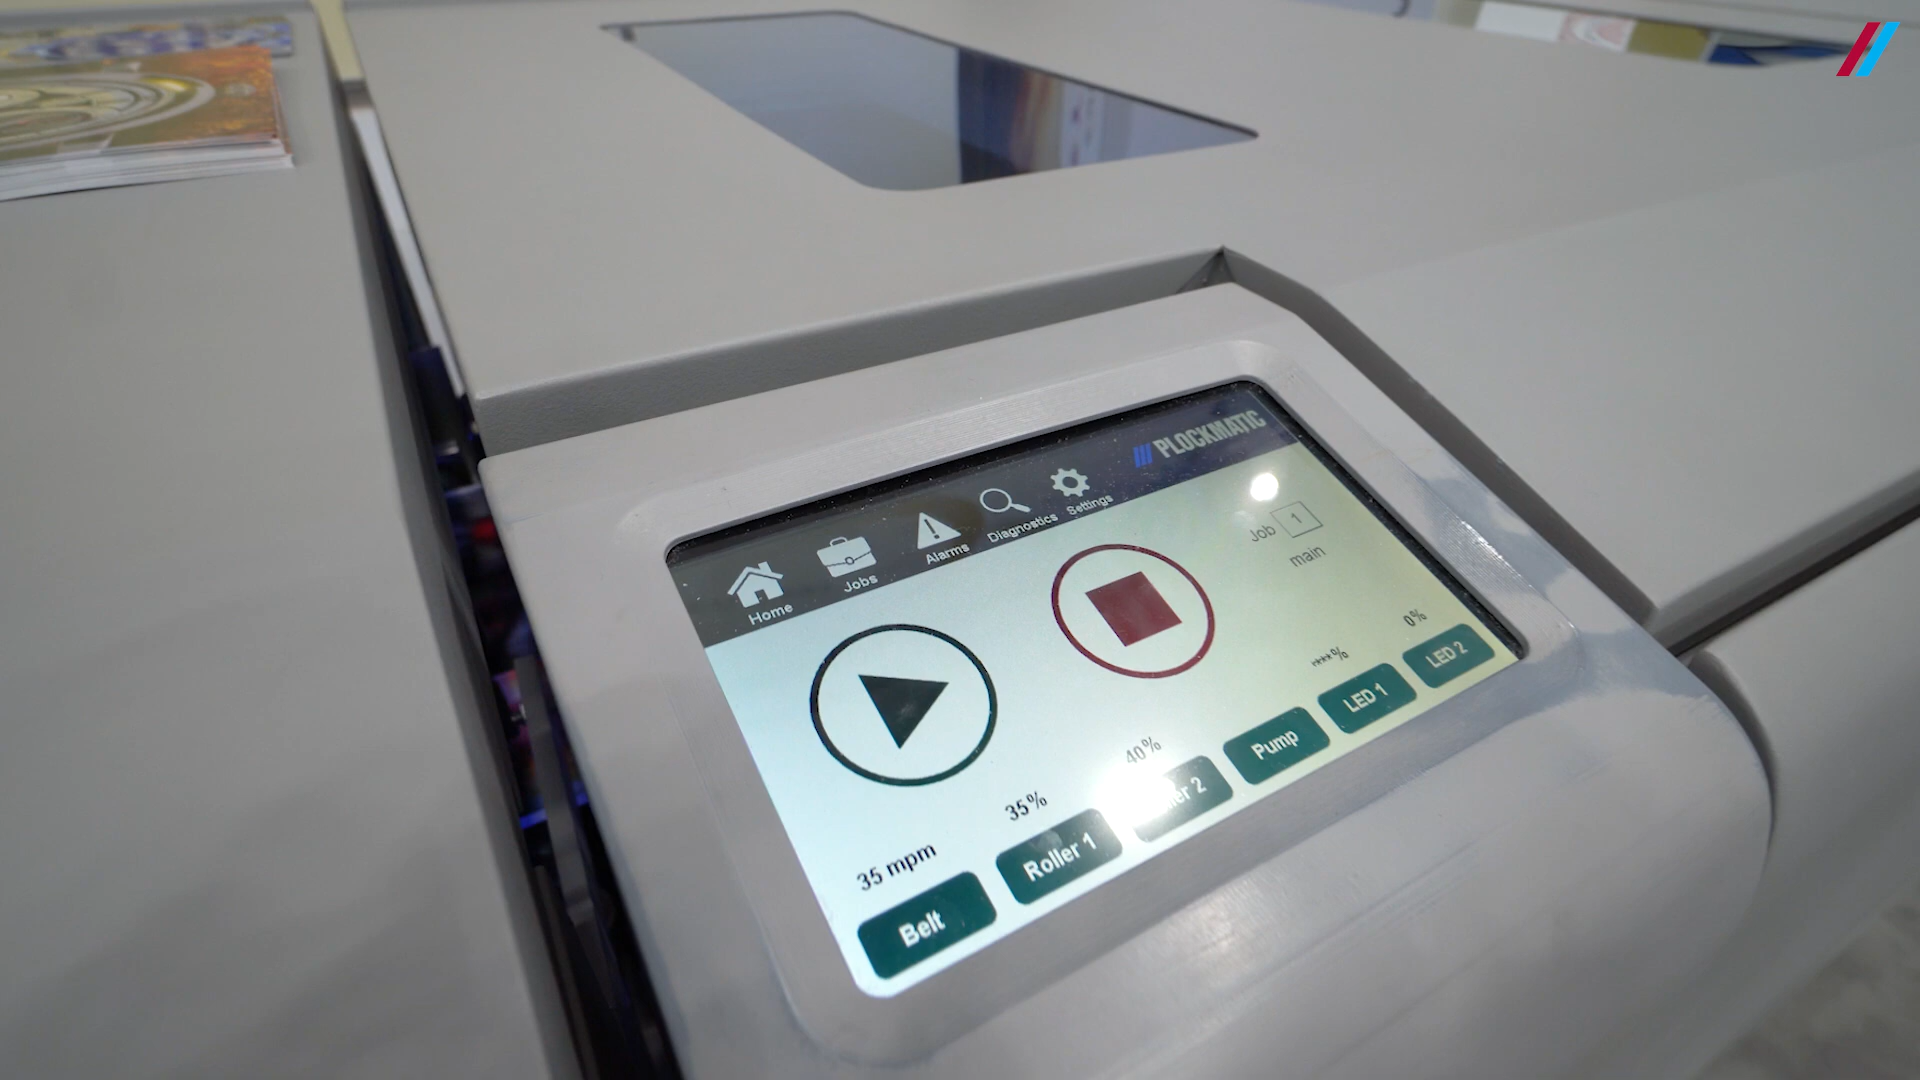 PLOCKMATIC
Home
Jobs
Alarms
Diagnostics
Settings
Job 1
main
35 mpm
35%
40%
****%
0%
Belt
Roller 1
2
Pump
LED 1
LED 2